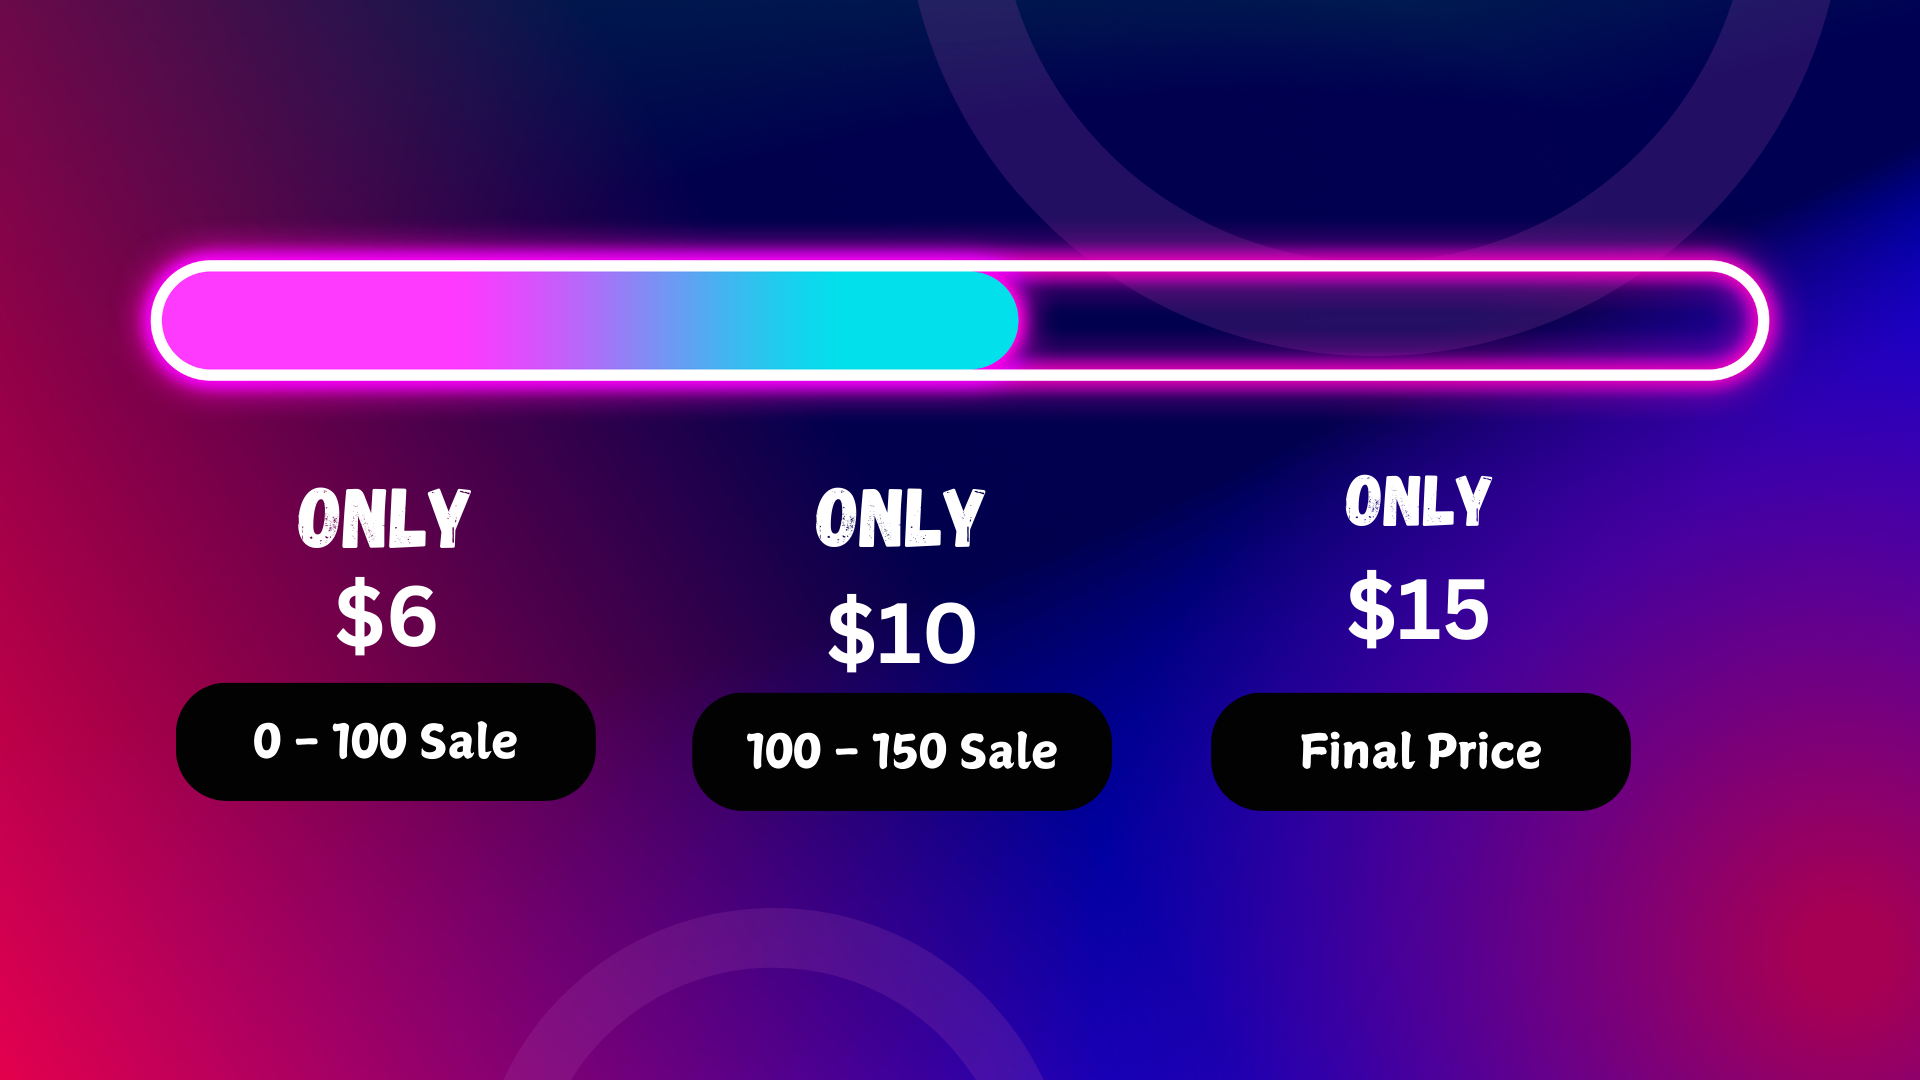 ONLY
$6
0 – 100 Sale
ONLY
$10
100 – 150 Sale
ONLY
$15
Final Price